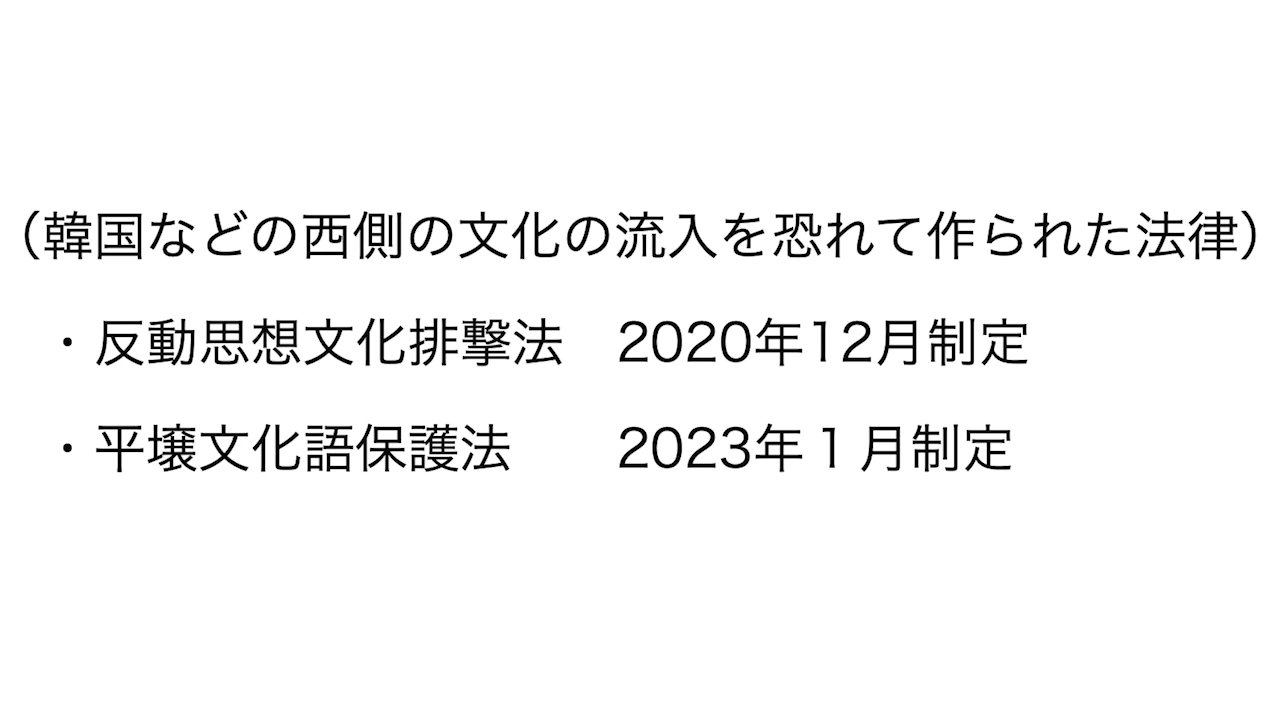 （韓国などの西側の文化の流入を恐れて作られた法律）
・反動思想文化排撃法　2020年12月制定
・平壌文化語保護法　　2023年１月制定